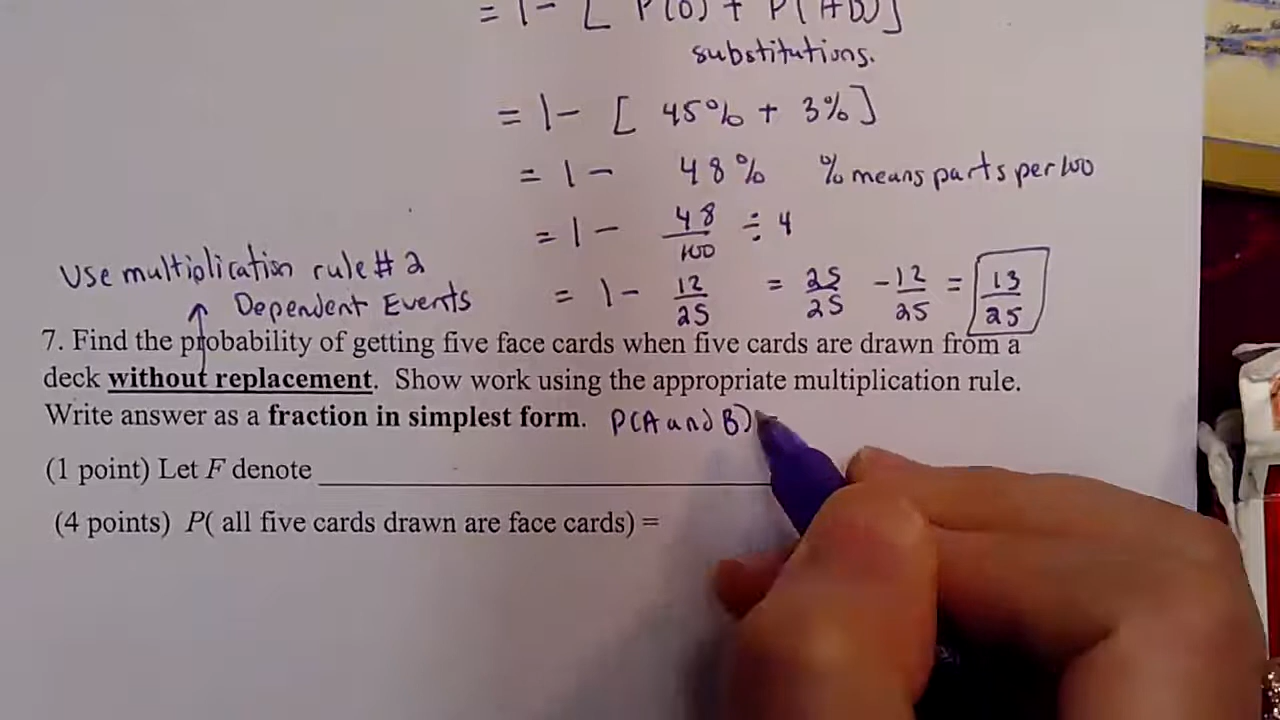 = 1 - [ P(B) + P(AB) ]
substitutions.
= 1 - [ 45% + 3% ]
= 1 - 48% % means parts per 100
= 1 - 48/100 ÷ 4
Use multiplication rule # 2
= 1 - 12/25 = 25/25 - 12/25 = 13/25
Dependent Events
7. Find the probability of getting five face cards when five cards are drawn from a
deck without replacement. Show work using the appropriate multiplication rule.
Write answer as a fraction in simplest form. P(A and B) =
(1 point) Let F denote
(4 points) P( all five cards drawn are face cards) =